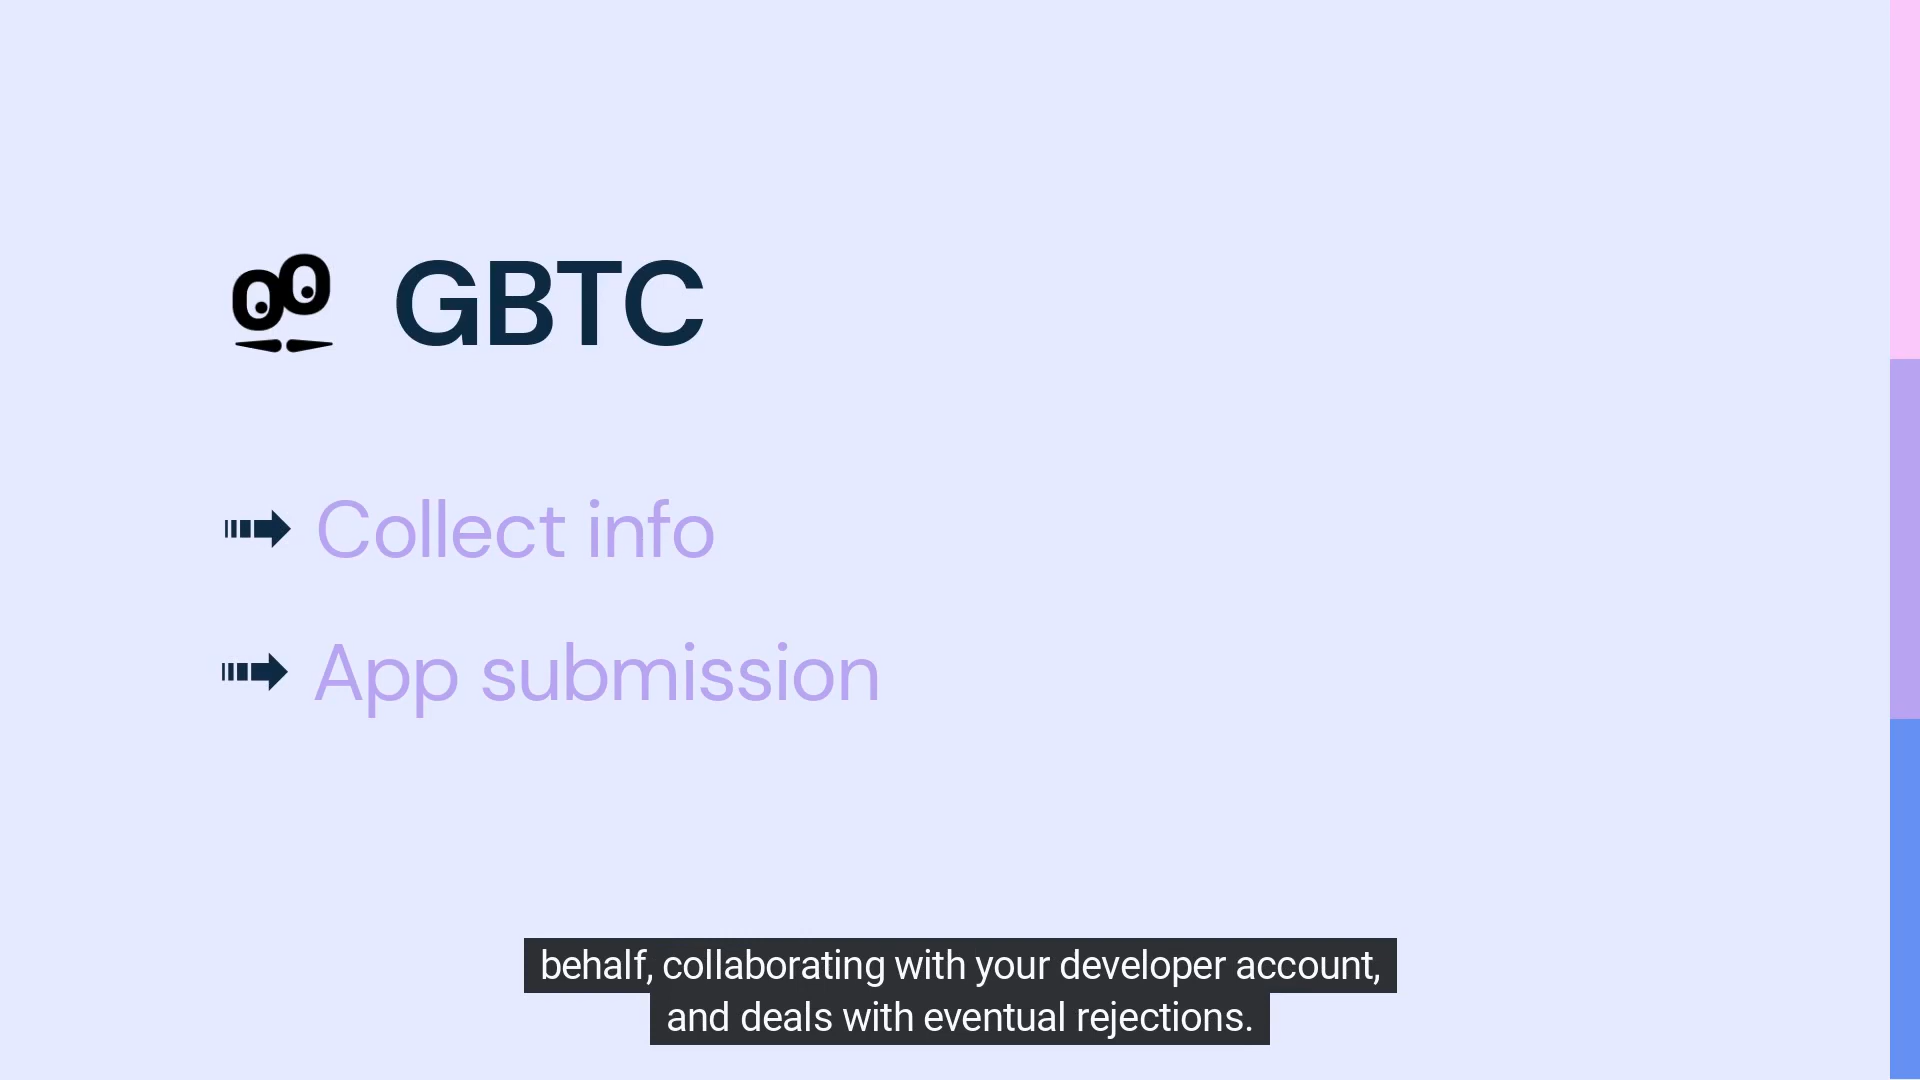 GBTC
Collect info
App submission
behalf, collaborating with your developer account,
and deals with eventual rejections.